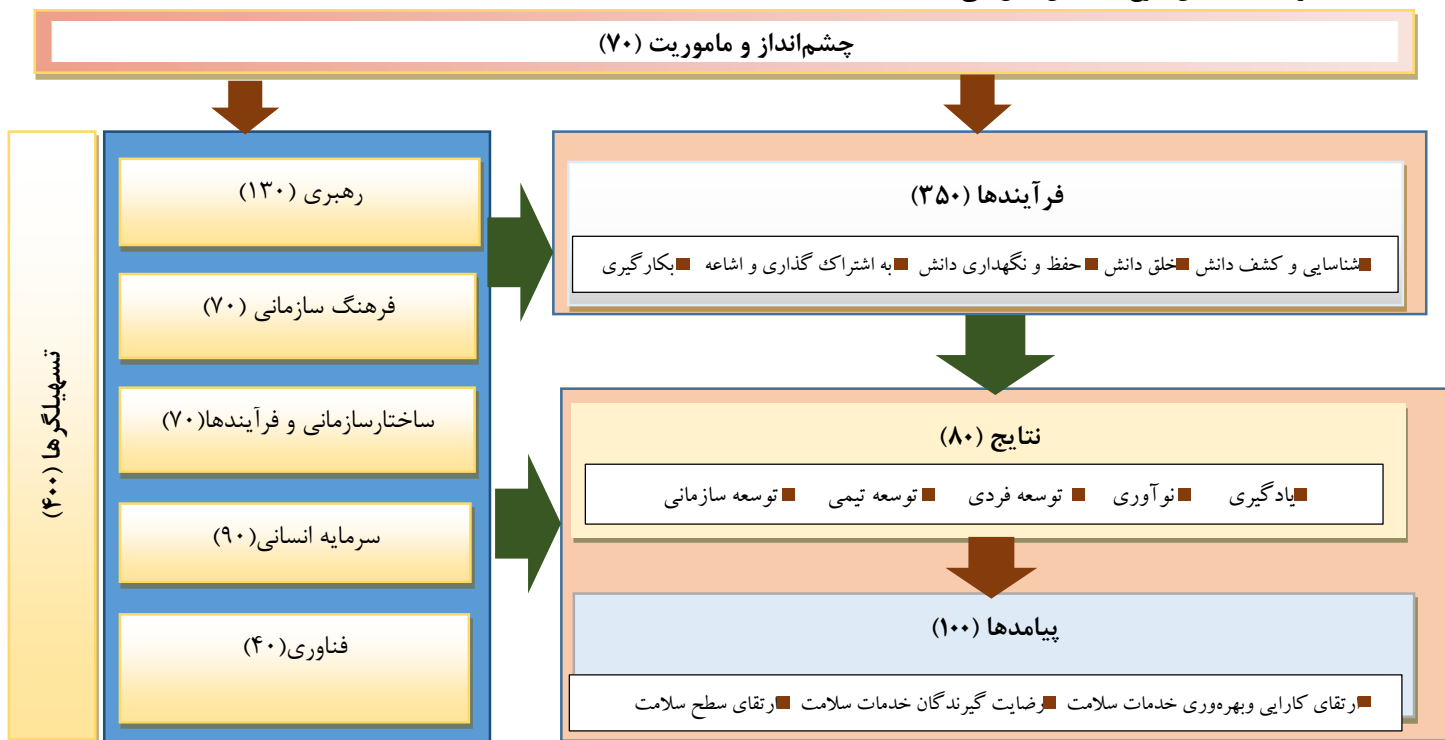 چشم‌انداز و ماموریت (۷۰)
تسهیلگرها (۴۰۰)
رهبری (۱۳۰)
فرهنگ سازمانی (۷۰)
ساختارسازمانی و فرآیندها(۷۰)
سرمایه انسانی(۹۰)
فناوری(۴۰)
فرآیندها (۳۵۰)
شناسایی و کشف دانش ■خلق دانش ■ حفظ و نگهداری دانش ■ به اشتراک گذاری و اشاعه ■بکارگیری
نتایج (۸۰)
■یادگیری ■نوآوری ■ توسعه فردی ■ توسعه تیمی ■ توسعه سازمانی
پیامدها (۱۰۰)
■ارتقای کارایی وبهره‌وری خدمات سلامت ■رضایت گیرندگان خدمات سلامت ■ارتقای سطح سلامت